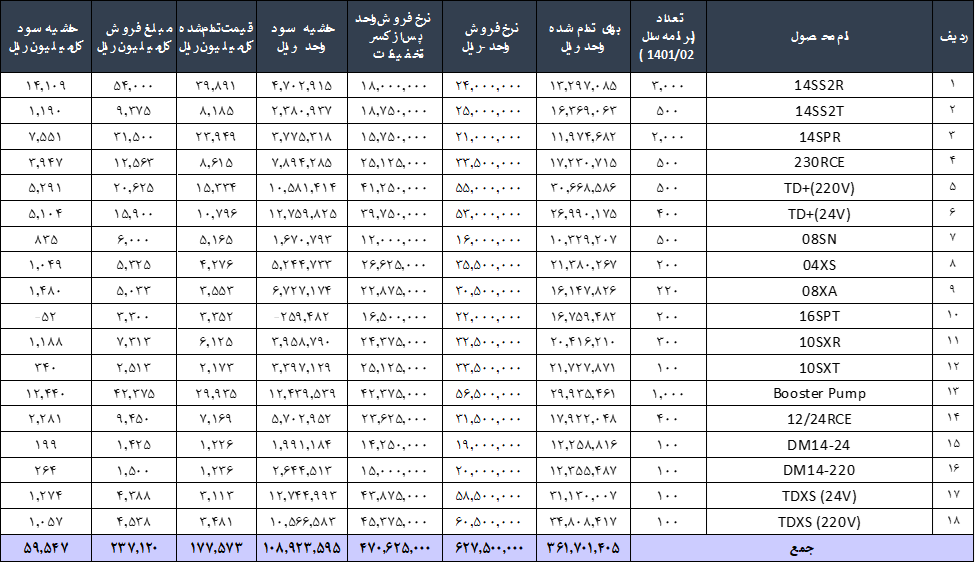 ردیف نام محصول تعداد (برنامه سال 1401/02) بهای تمام شده واحد ریال نرخ فروش واحد -ریال نرخ فروش واحد پس از کسر تخفیفات حاشیه سود واحد ریال قیمت تمام شده کل میلیون ریال مبلغ فروش کل میلیون ریال حاشیه سود کل میلیون ریال
۱ 14SS2R ۳,۰۰۰ ۱۳,۲۹۷,۰۸۵ ۲۴,۰۰۰,۰۰۰ ۱۸,۰۰۰,۰۰۰ ۴,۷۰۲,۹۱۵ ۳۹,۸۹۱ ۵۴,۰۰۰ ۱۴,۱۰۹
۲ 14SS2T ۵۰۰ ۱۶,۳۶۹,۰۶۳ ۲۵,۰۰۰,۰۰۰ ۱۸,۷۵۰,۰۰۰ ۲,۳۸۰,۹۳۷ ۸,۱۸۵ ۹,۳۷۵ ۱,۱۹۰
۳ 14SPR ۲,۰۰۰ ۱۱,۹۷۴,۶۸۲ ۲۱,۰۰۰,۰۰۰ ۱۵,۷۵۰,۰۰۰ ۳,۷۷۵,۳۱۸ ۲۳,۹۴۹ ۳۱,۵۰۰ ۷,۵۵۱
۴ 230RCE ۵۰۰ ۱۷,۲۳۰,۷۱۵ ۳۳,۵۰۰,۰۰۰ ۲۵,۱۲۵,۰۰۰ ۷,۸۹۴,۲۸۵ ۸,۶۱۵ ۱۲,۵۶۳ ۳,۹۴۷
۵ TD+(220V) ۵۰۰ ۳۰,۶۶۸,۵۸۶ ۵۵,۰۰۰,۰۰۰ ۴۱,۲۵۰,۰۰۰ ۱۰,۵۸۱,۴۱۴ ۱۵,۳۳۴ ۲۰,۶۲۵ ۵,۲۹۱
۶ TD+(24V) ۴۰۰ ۲۶,۹۹۰,۱۷۵ ۵۳,۰۰۰,۰۰۰ ۳۹,۷۵۰,۰۰۰ ۱۲,۷۵۹,۸۲۵ ۱۰,۷۹۶ ۱۵,۹۰۰ ۵,۱۰۴
۷ 08SN ۵۰۰ ۱۰,۳۲۹,۲۰۷ ۱۶,۰۰۰,۰۰۰ ۱۲,۰۰۰,۰۰۰ ۱,۶۷۰,۷۹۳ ۵,۱۶۵ ۶,۰۰۰ ۸۳۵
۸ 04XS ۲۰۰ ۲۱,۳۸۰,۲۶۷ ۳۵,۵۰۰,۰۰۰ ۲۶,۶۲۵,۰۰۰ ۵,۲۴۴,۷۳۳ ۴,۲۷۶ ۵,۳۲۵ ۱,۰۴۹
۹ 08XA ۲۲۰ ۱۶,۱۴۷,۸۲۶ ۳۰,۵۰۰,۰۰۰ ۲۲,۸۷۵,۰۰۰ ۶,۷۲۷,۱۷۴ ۳,۵۵۳ ۵,۰۳۳ ۱,۴۸۰
۱۰ 16SPT ۲۰۰ ۱۶,۷۵۹,۴۸۲ ۲۲,۰۰۰,۰۰۰ ۱۶,۵۰۰,۰۰۰ -۲۵۹,۴۸۲ ۳,۳۵۲ ۳,۳۰۰ -۵۲
۱۱ 10SXR ۳۰۰ ۲۰,۴۱۶,۲۱۰ ۳۲,۵۰۰,۰۰۰ ۲۴,۳۷۵,۰۰۰ ۳,۹۵۸,۷۹۰ ۶,۱۲۵ ۷,۳۱۳ ۱,۱۸۸
۱۲ 10SXT ۱۰۰ ۲۱,۷۲۷,۸۷۱ ۳۳,۵۰۰,۰۰۰ ۲۵,۱۲۵,۰۰۰ ۳,۳۹۷,۱۲۹ ۲,۱۷۳ ۲,۵۱۳ ۳۴۰
۱۳ Booster Pump ۱,۰۰۰ ۲۹,۹۳۵,۴۶۱ ۵۶,۵۰۰,۰۰۰ ۴۲,۳۷۵,۰۰۰ ۱۲,۴۳۹,۵۳۹ ۲۹,۹۳۵ ۴۲,۳۷۵ ۱۲,۴۴۰
۱۴ 12/24RCE ۴۰۰ ۱۷,۹۲۲,۰۴۸ ۳۱,۵۰۰,۰۰۰ ۲۳,۶۲۵,۰۰۰ ۵,۷۰۲,۹۵۲ ۷,۱۶۹ ۹,۴۵۰ ۲,۲۸۱
۱۵ DM14-24 ۱۰۰ ۱۲,۲۵۸,۸۱۶ ۱۹,۰۰۰,۰۰۰ ۱۴,۲۵۰,۰۰۰ ۱,۹۹۱,۱۸۴ ۱,۲۲۶ ۱,۴۲۵ ۱۹۹
۱۶ DM14-220 ۱۰۰ ۱۲,۳۵۵,۴۸۷ ۲۰,۰۰۰,۰۰۰ ۱۵,۰۰۰,۰۰۰ ۲,۶۴۴,۵۱۳ ۱,۲۳۶ ۱,۵۰۰ ۲۶۴
۱۷ TDXS (24V) ۱۰۰ ۳۱,۱۳۰,۰۰۷ ۵۸,۵۰۰,۰۰۰ ۴۳,۸۷۵,۰۰۰ ۱۲,۷۴۴,۹۹۳ ۳,۱۱۳ ۴,۳۸۸ ۱,۲۷۴
۱۸ TDXS (220V) ۱۰۰ ۳۴,۸۰۸,۴۱۷ ۶۰,۵۰۰,۰۰۰ ۴۵,۳۷۵,۰۰۰ ۱۰,۵۶۶,۵۸۳ ۳,۴۸۱ ۴,۵۳۸ ۱,۰۵۷
جمع ۳۶۱,۷۰۱,۴۰۵ ۶۲۷,۵۰۰,۰۰۰ ۴۷۰,۶۲۵,۰۰۰ ۱۰۸,۹۲۳,۵۹۵ ۱۷۷,۵۷۳ ۲۳۷,۱۲۰ ۵۹,۵۴۷